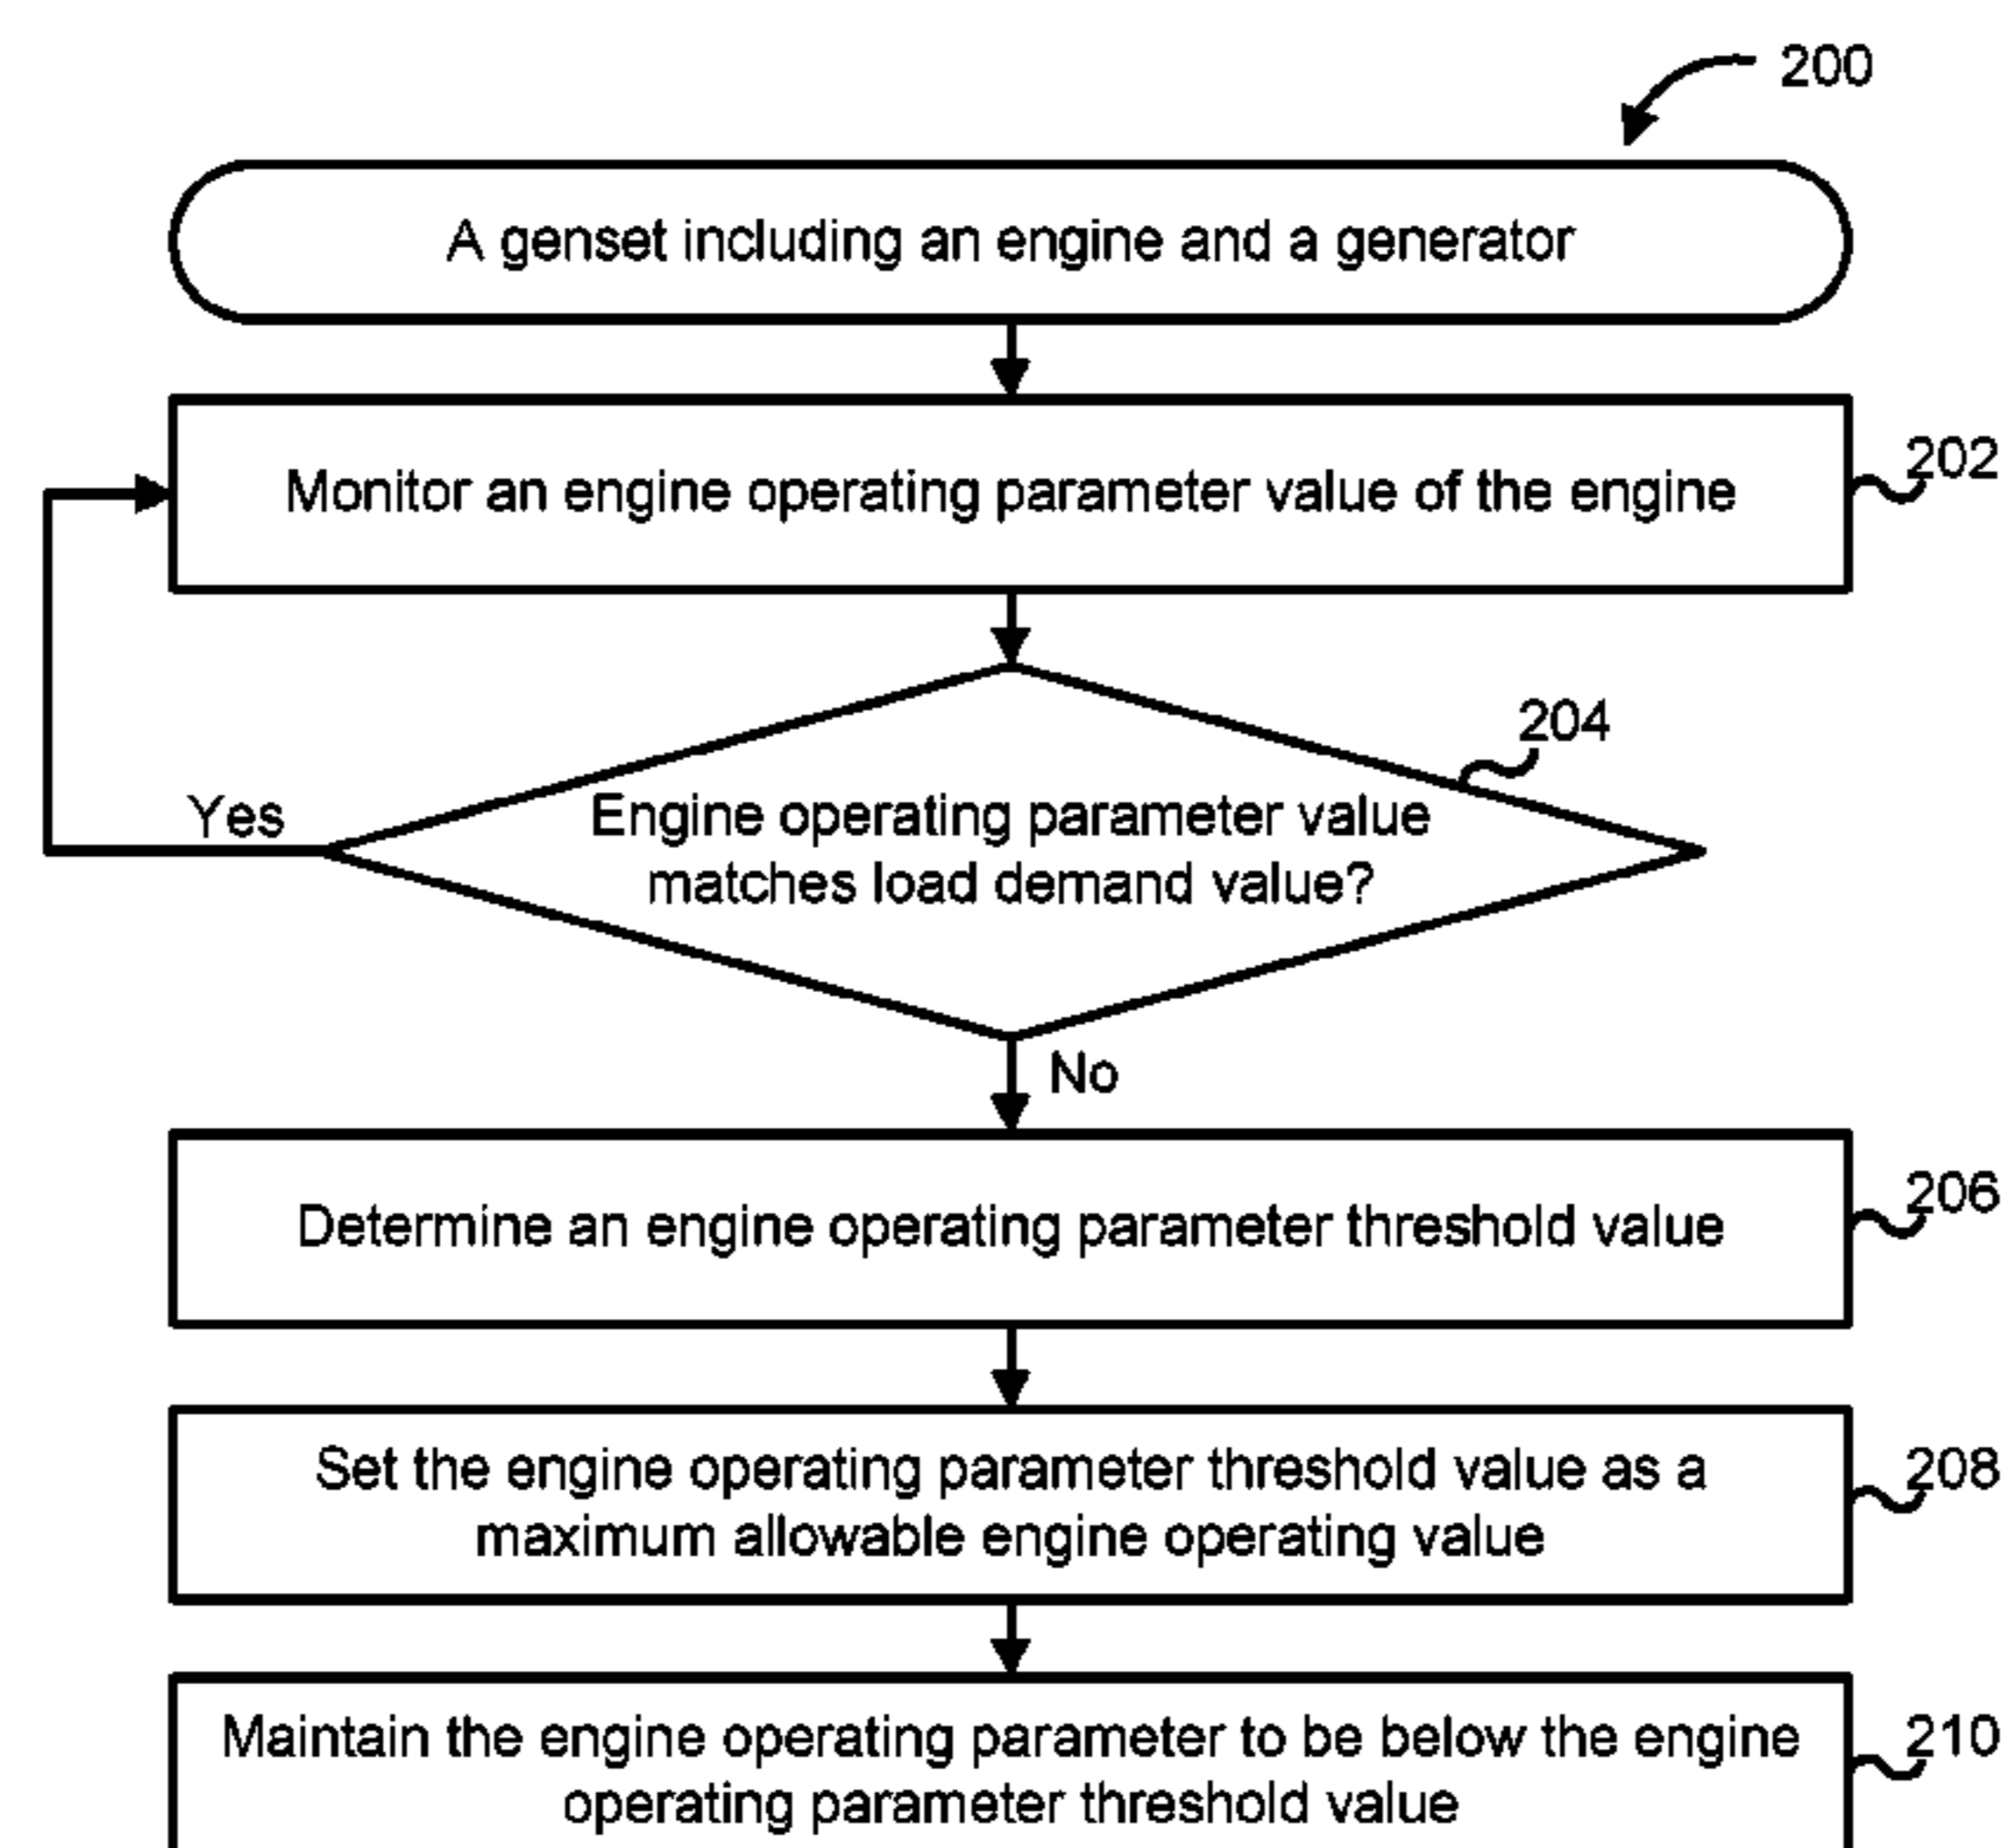 200
A genset including an engine and a generator
Monitor an engine operating parameter value of the engine
202
204
Engine operating parameter value
matches load demand value?
Yes
No
Determine an engine operating parameter threshold value
206
Set the engine operating parameter threshold value as a
maximum allowable engine operating value
208
Maintain the engine operating parameter to be below the engine
operating parameter threshold value
210